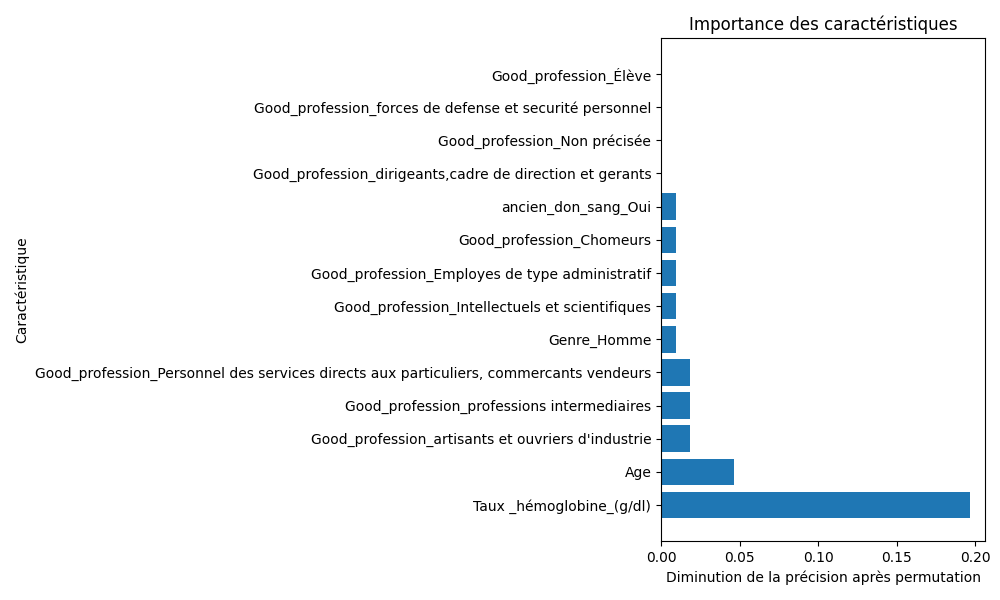 Importance des caractéristiques
Good_profession_Élève
Good_profession_forces de defense et securité personnel
Good_profession_Non précisée
Good_profession_dirigeants,cadre de direction et gerants
ancien_don_sang_Oui
Good_profession_Chomeurs
Good_profession_Employes de type administratif
Good_profession_Intellectuels et scientifiques
Genre_Homme
Good_profession_Personnel des services directs aux particuliers, commercants vendeurs
Good_profession_professions intermediaires
Good_profession_artisants et ouvriers d'industrie
Age
Taux _hémoglobine_(g/dl)
Caractéristique
0.00 0.05 0.10 0.15 0.20
Diminution de la précision après permutation